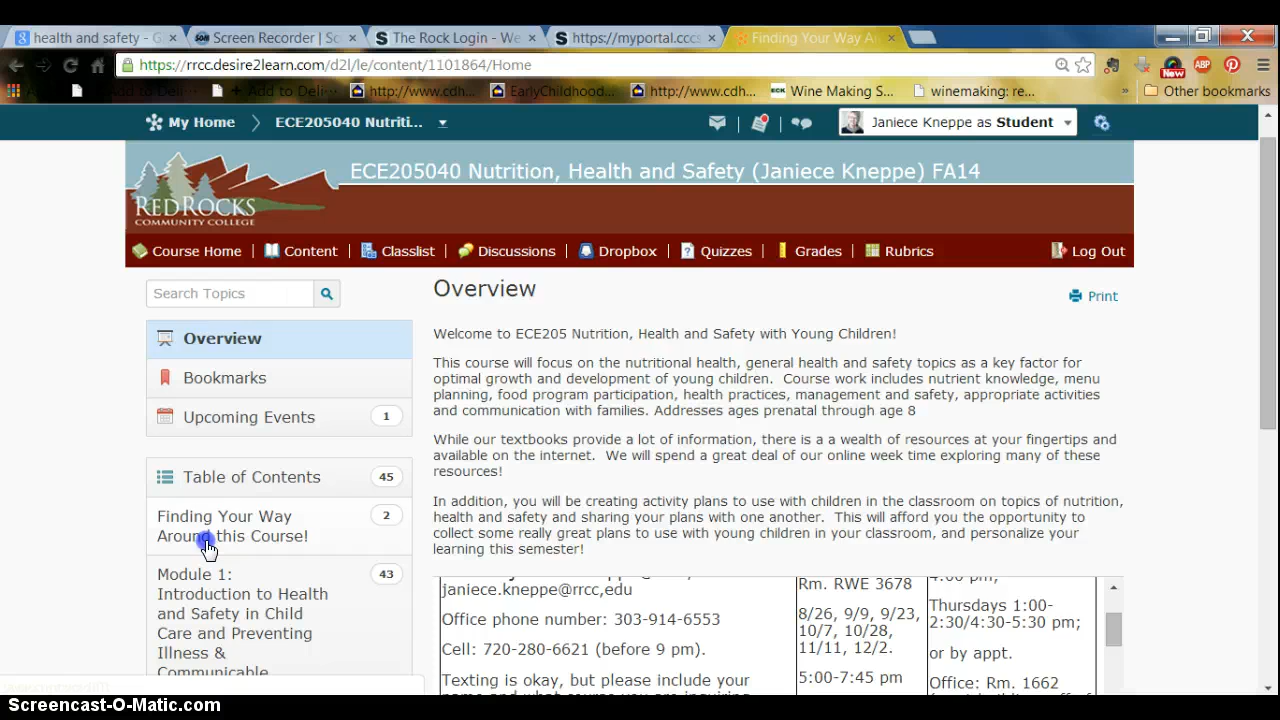 health and safety - G
Screen Recorder | Sc
The Rock Login - We
https://myportal.cccs
Finding Your Way A
https://rrcc.desire2learn.com/d2l/le/content/1101864/Home
Add to Deli
+ Add to Deli
http://www.cdh...
EarlyChildhood...
http://www.cdh...
Wine Making S...
winemaking: re...
» Other bookmarks
New
ABP
My Home
ECE205040 Nutriti...
Janiece Kneppe as Student
ECE205040 Nutrition, Health and Safety (Janiece Kneppe) FA14
RED ROCKS
COMMUNITY COLLEGE
Course Home | Content | Classlist | Discussions | Dropbox | Quizzes | Grades | Rubrics Log Out
Search Topics
Overview
Bookmarks
Upcoming Events 1
Table of Contents 45
Finding Your Way 2
Around this Course!
Module 1: 43
Introduction to Health
and Safety in Child
Care and Preventing
Illness &
Communicable
Overview
Print
Welcome to ECE205 Nutrition, Health and Safety with Young Children!
This course will focus on the nutritional health, general health and safety topics as a key factor for
optimal growth and development of young children. Course work includes nutrient knowledge, menu
planning, food program participation, health practices, management and safety, appropriate activities
and communication with families. Addresses ages prenatal through age 8
While our textbooks provide a lot of information, there is a a wealth of resources at your fingertips and
available on the internet. We will spend a great deal of our online week time exploring many of these
resources!
In addition, you will be creating activity plans to use with children in the classroom on topics of nutrition,
health and safety and sharing your plans with one another. This will afford you the opportunity to
collect some really great plans to use with young children in your classroom, and personalize your
learning this semester!
janiece.kneppe@rrcc,edu
Office phone number: 303-914-6553
Cell: 720-280-6621 (before 9 pm).
Texting is okay, but please include your
Rm. RWE 3678
8/26, 9/9, 9/23,
10/7, 10/28,
11/11, 12/2.
5:00-7:45 pm
4:00 pm,
Thursdays 1:00-
2:30/4:30-5:30 pm;
or by appt.
Office: Rm. 1662
Screencast-O-Matic.com